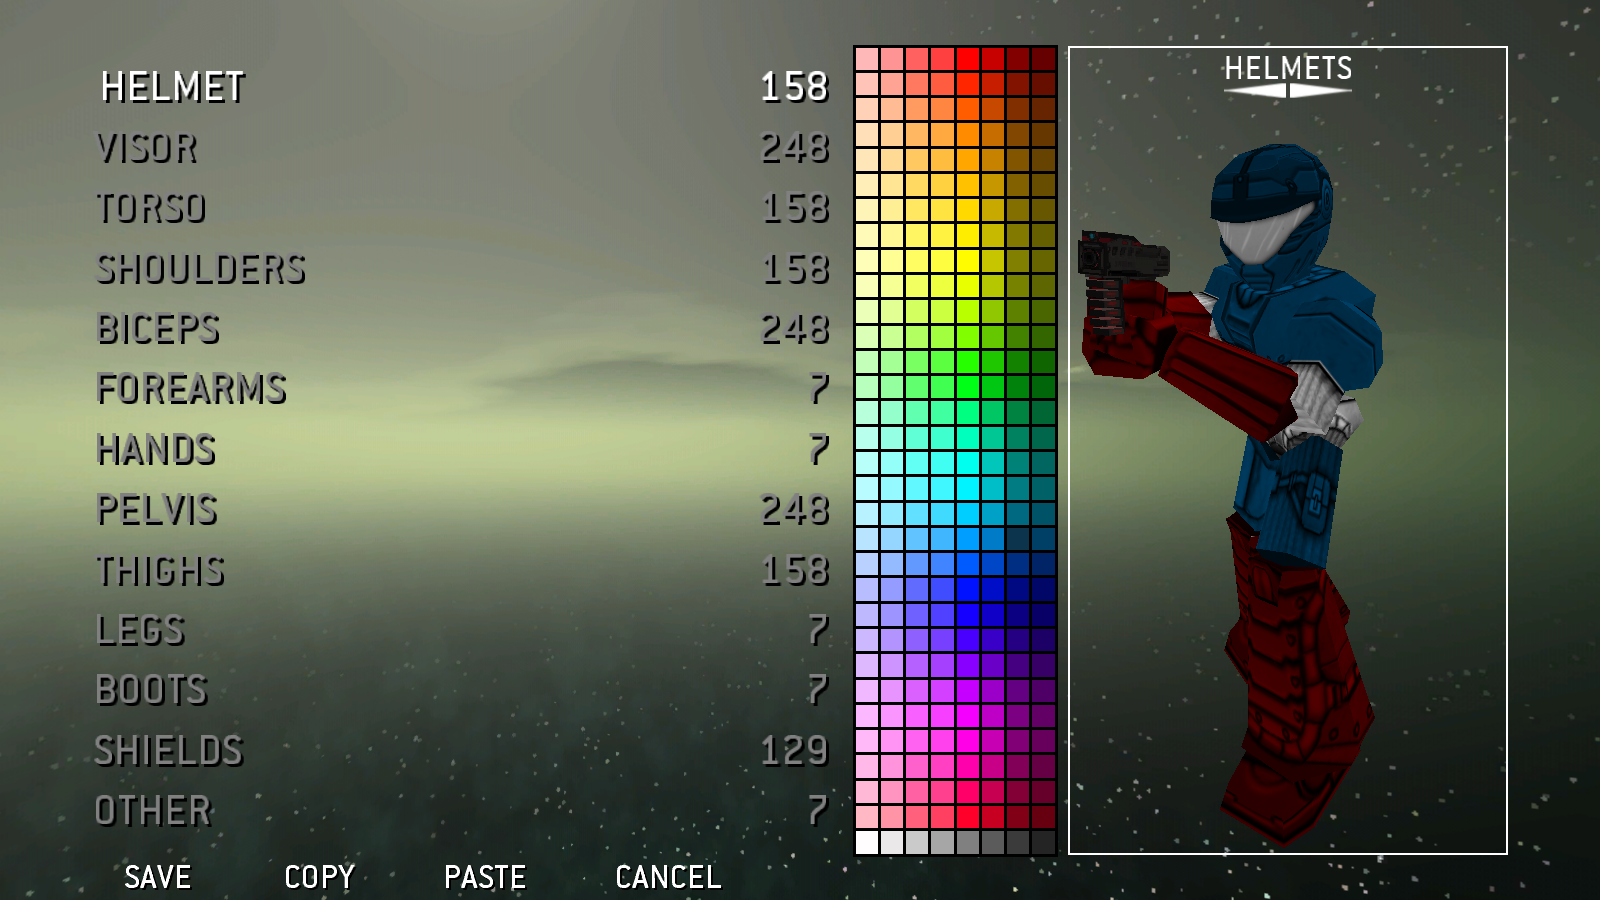 HELMET 158
VISOR 248
TORSO 158
SHOULDERS 158
BICEPS 248
FOREARMS 7
HANDS 7
PELVIS 248
THIGHS 158
LEGS 7
BOOTS 7
SHIELDS 129
OTHER 7
SAVE COPY PASTE CANCEL
HELMETS